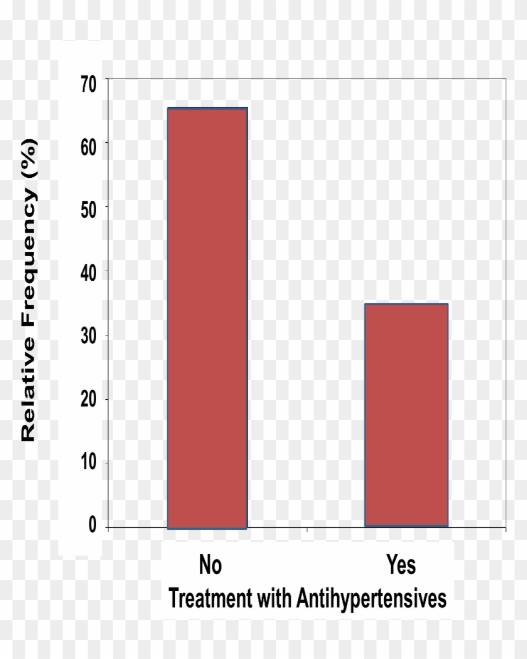 Relative Frequency (%)
70
60
50
40
30
20
10
0
No Yes
Treatment with Antihypertensives